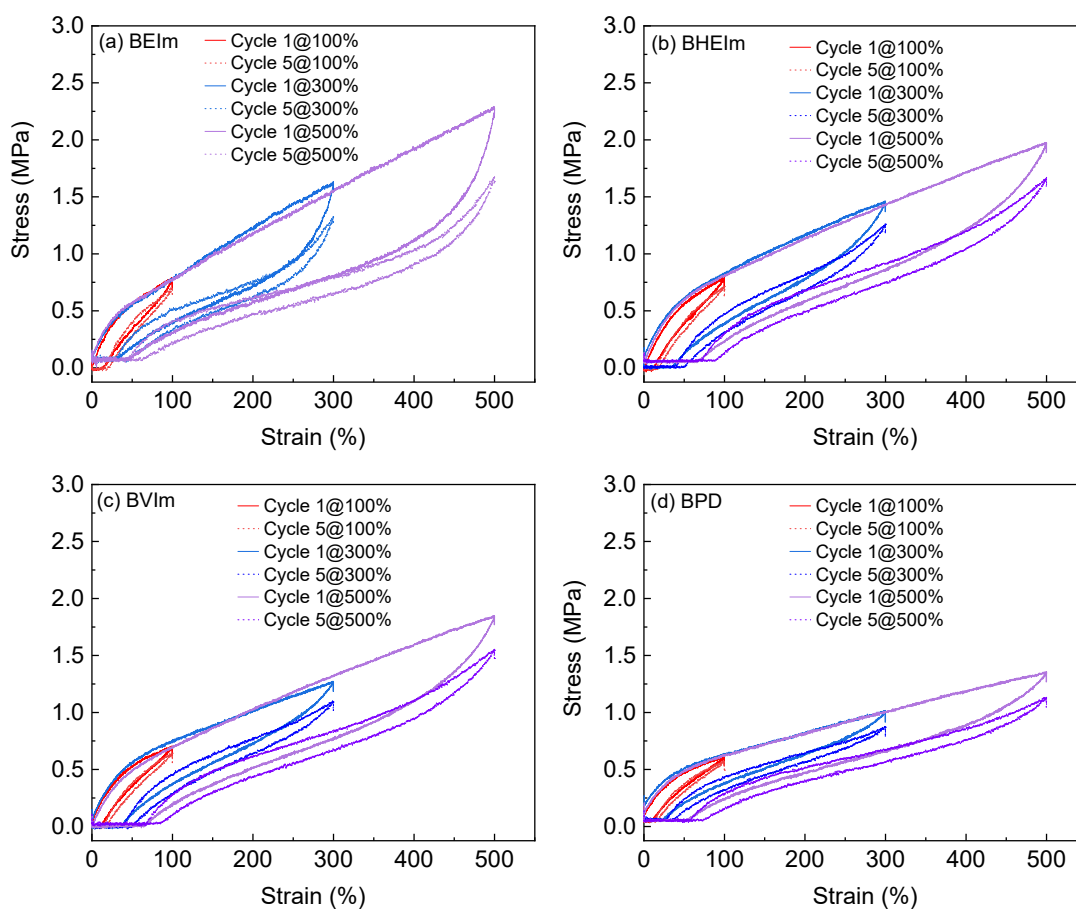 (a) BEIm
Cycle 1@100%
Cycle 5@100%
Cycle 1@300%
Cycle 5@300%
Cycle 1@500%
Cycle 5@500%
3.0
2.5
2.0
1.5
1.0
0.5
0.0
Stress (MPa)
0 100 200 300 400 500
Strain (%)
(b) BHEIm
Cycle 1@100%
Cycle 5@100%
Cycle 1@300%
Cycle 5@300%
Cycle 1@500%
Cycle 5@500%
3.0
2.5
2.0
1.5
1.0
0.5
0.0
Stress (MPa)
0 100 200 300 400 500
Strain (%)
(c) BVIm
Cycle 1@100%
Cycle 5@100%
Cycle 1@300%
Cycle 5@300%
Cycle 1@500%
Cycle 5@500%
3.0
2.5
2.0
1.5
1.0
0.5
0.0
Stress (MPa)
0 100 200 300 400 500
Strain (%)
(d) BPD
Cycle 1@100%
Cycle 5@100%
Cycle 1@300%
Cycle 5@300%
Cycle 1@500%
Cycle 5@500%
3.0
2.5
2.0
1.5
1.0
0.5
0.0
Stress (MPa)
0 100 200 300 400 500
Strain (%)